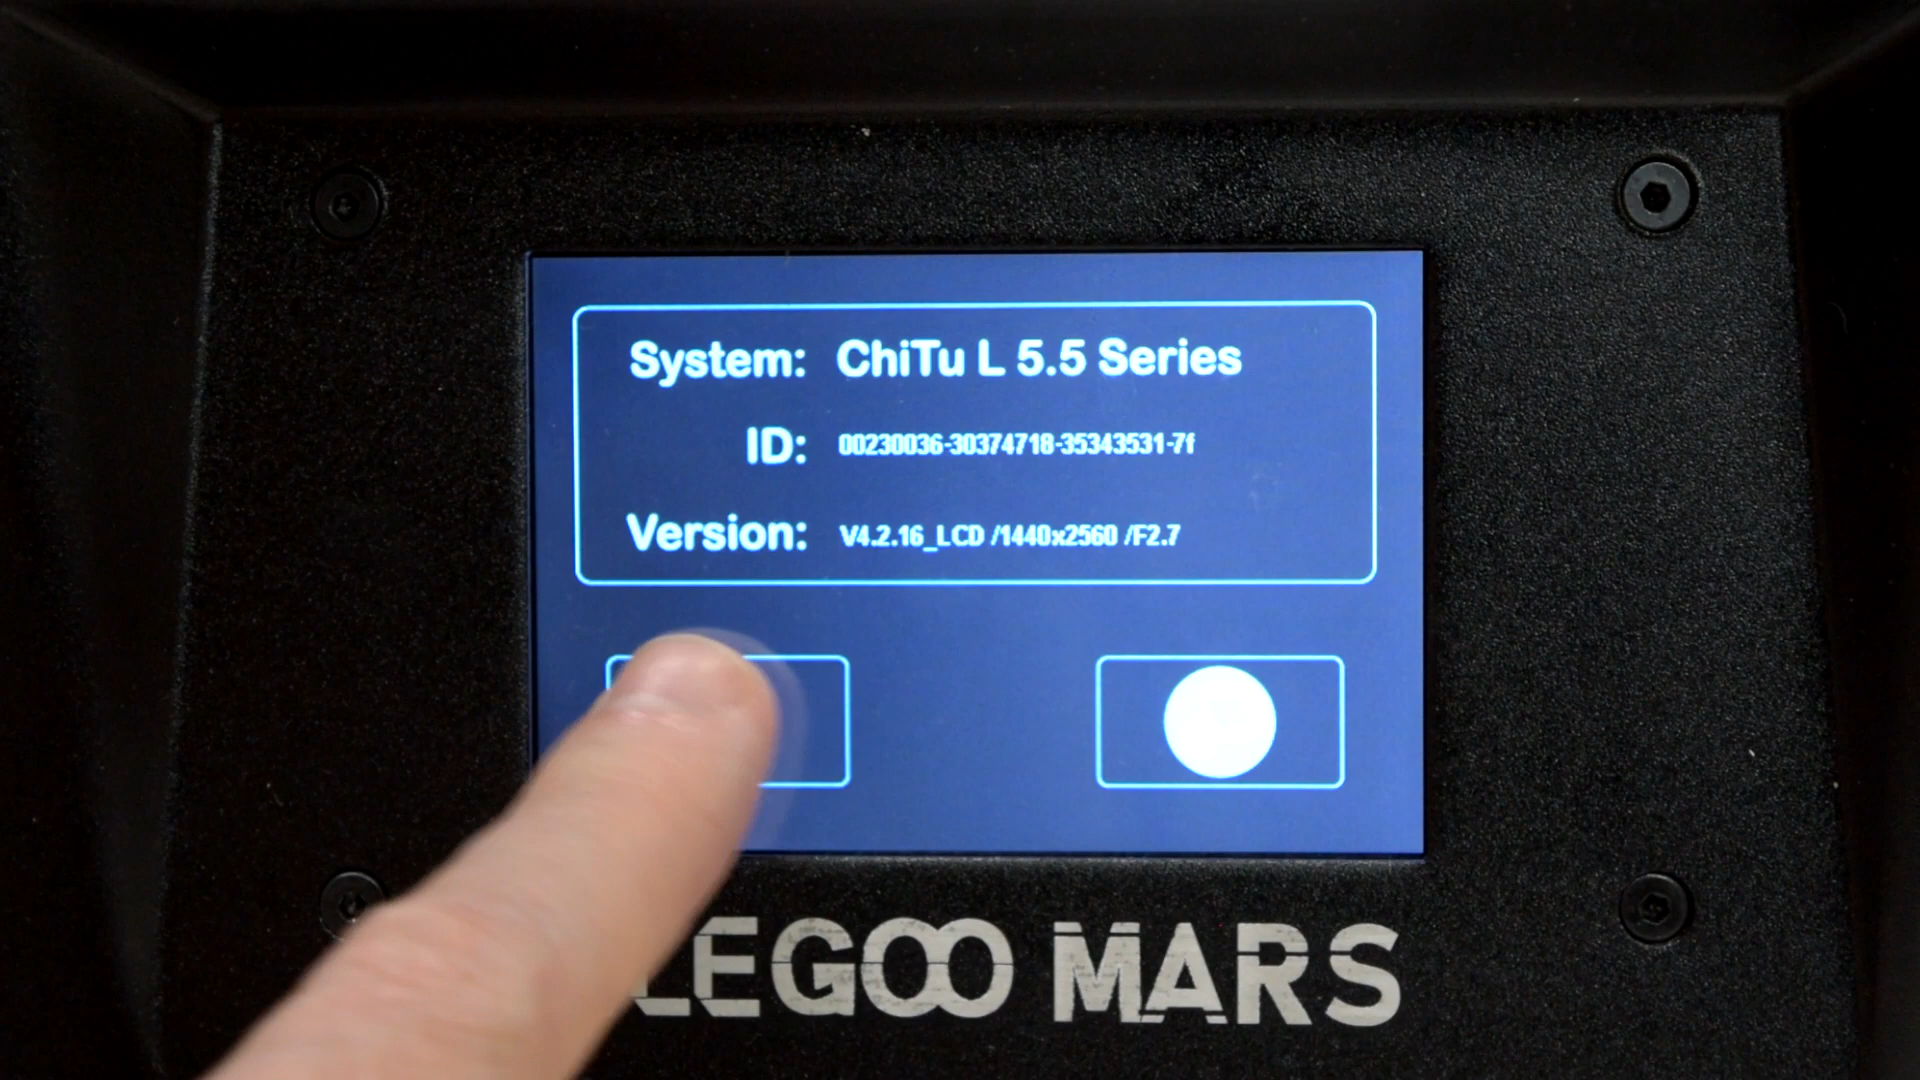 System: ChiTu L 5.5 Series
ID: 00230036-30374718-35343531-7f
Version: V4.2.16_LCD /1440x2560 /F2.7
LEGOO MARS